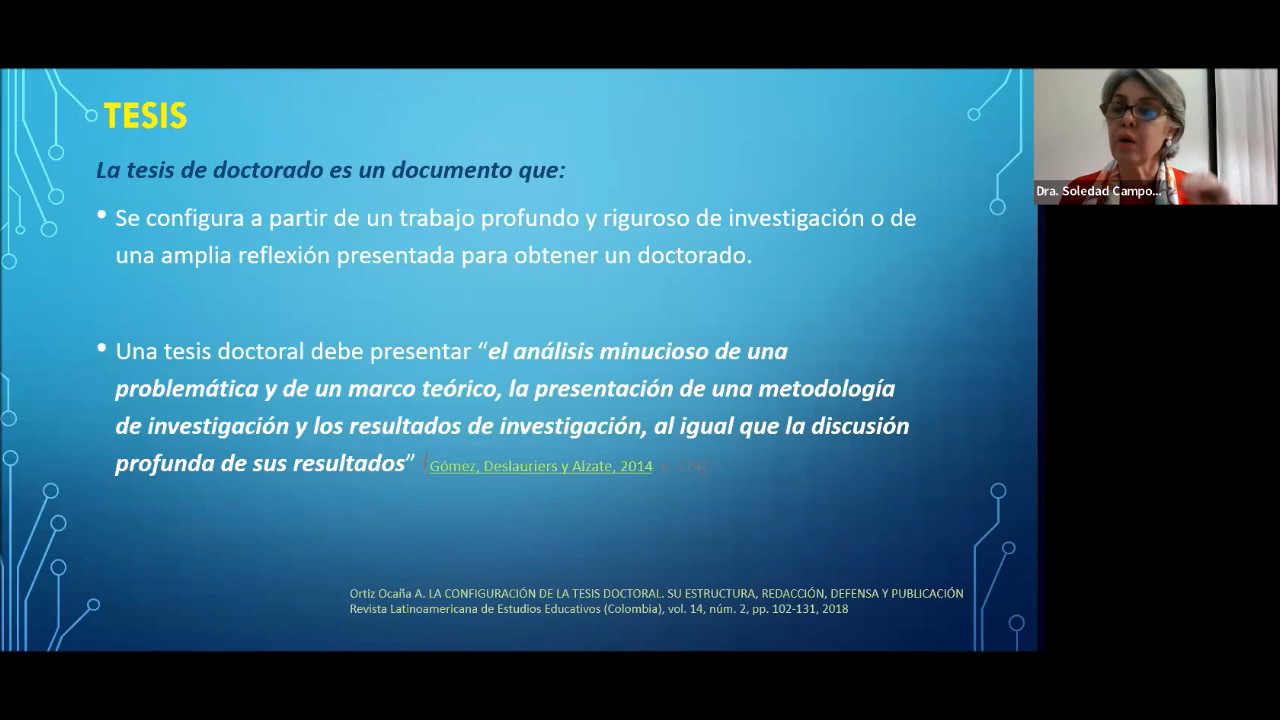 TESIS
La tesis de doctorado es un documento que:
• Se configura a partir de un trabajo profundo y riguroso de investigación o de
una amplia reflexión presentada para obtener un doctorado.
• Una tesis doctoral debe presentar “el análisis minucioso de una
problemática y de un marco teórico, la presentación de una metodología
de investigación y los resultados de investigación, al igual que la discusión
profunda de sus resultados” (Gómez, Deslauriers y Alzate, 2014
Ortiz Ocaña A. LA CONFIGURACIÓN DE LA TESIS DOCTORAL. SU ESTRUCTURA, REDACCIÓN, DEFENSA Y PUBLICACIÓN
Revista Latinoamericana de Estudios Educativos (Colombia), vol. 14, núm. 2, pp. 102-131, 2018
Dra. Soledad Campo...